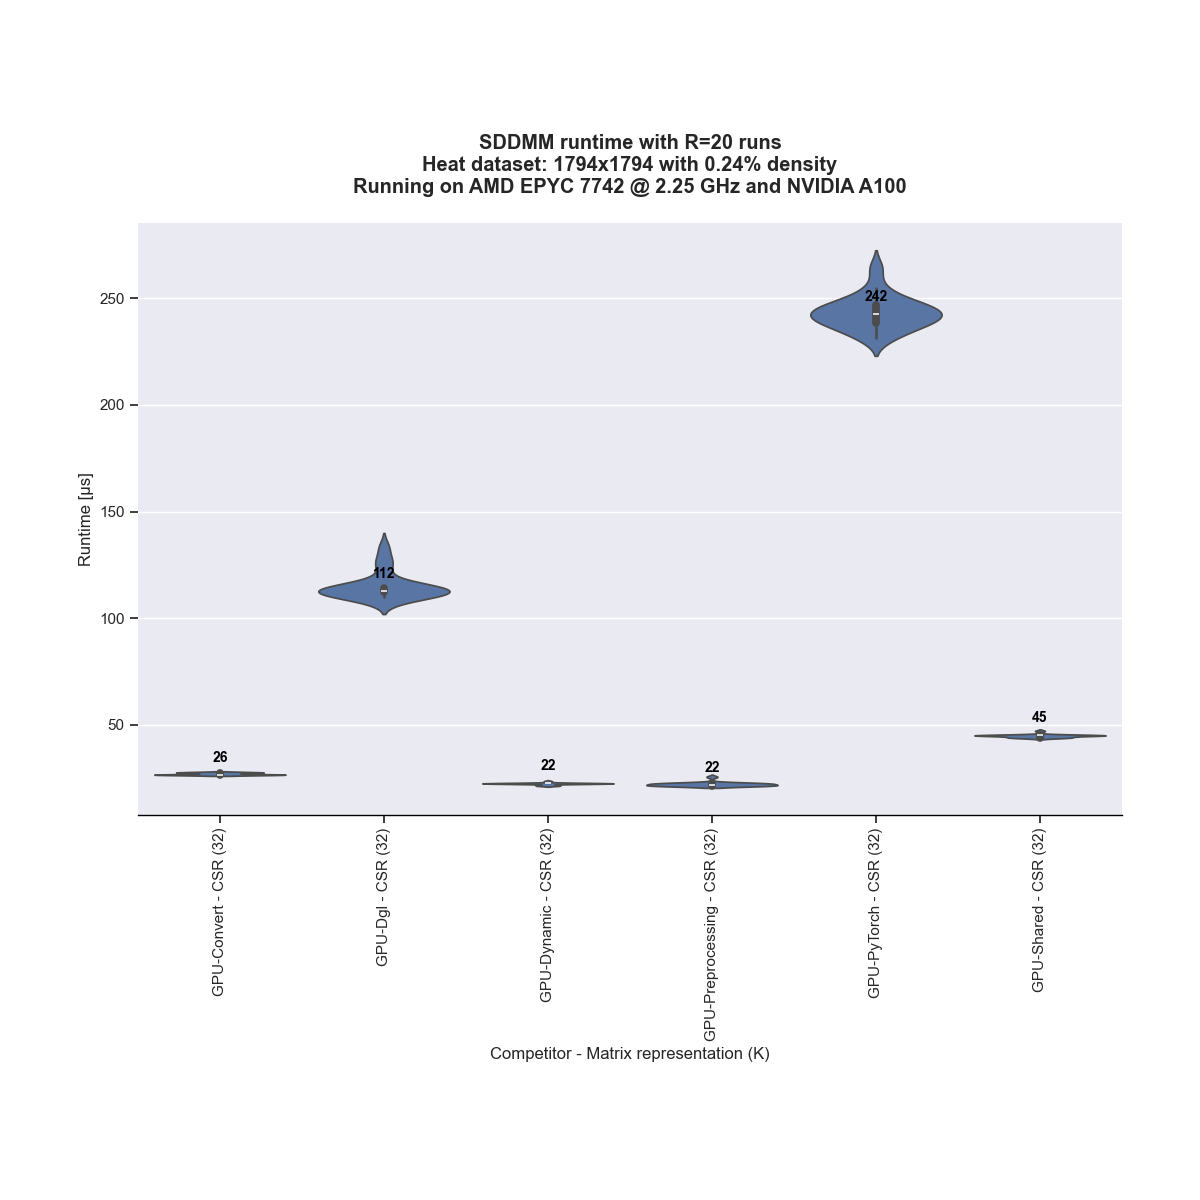 SDDMM runtime with R=20 runs
Heat dataset: 1794x1794 with 0.24% density
Running on AMD EPYC 7742 @ 2.25 GHz and NVIDIA A100
Runtime [µs]
250
200
150
100
50
26
112
22
22
242
45
GPU-Convert - CSR (32)
GPU-Dgl - CSR (32)
GPU-Dynamic - CSR (32)
GPU-Preprocessing - CSR (32)
GPU-PyTorch - CSR (32)
GPU-Shared - CSR (32)
Competitor - Matrix representation (K)